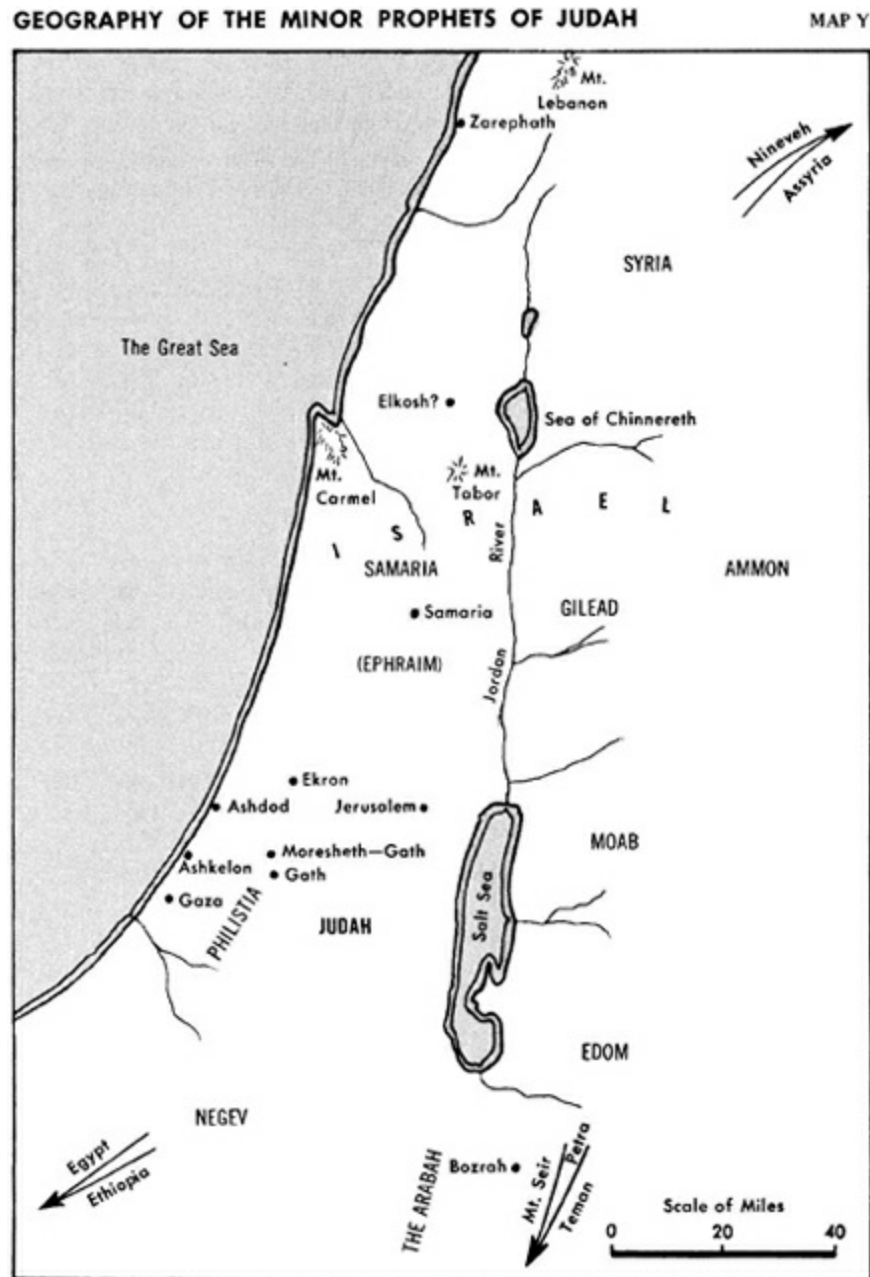 GEOGRAPHY OF THE MINOR PROPHETS OF JUDAH
MAP Y
Mt.
Lebanon
Zarephath
Nineveh
Assyria
SYRIA
The Great Sea
Elkosh?
Sea of Chinnereth
Mt.
Carmel
Mt.
Tabor
I S R A E L
River
Jordan
SAMARIA
AMMON
Samaria
GILEAD
(EPHRAIM)
Ekron
Ashdod
Jerusalem
Moresheth—Gath
Ashkelon
Gath
Gaza
PHILISTIA
JUDAH
MOAB
Salt Sea
EDOM
NEGEV
Egypt
Ethiopia
THE ARABAH
Bozrah
Mt. Seir
Petra
Teman
Scale of Miles
0 20 40